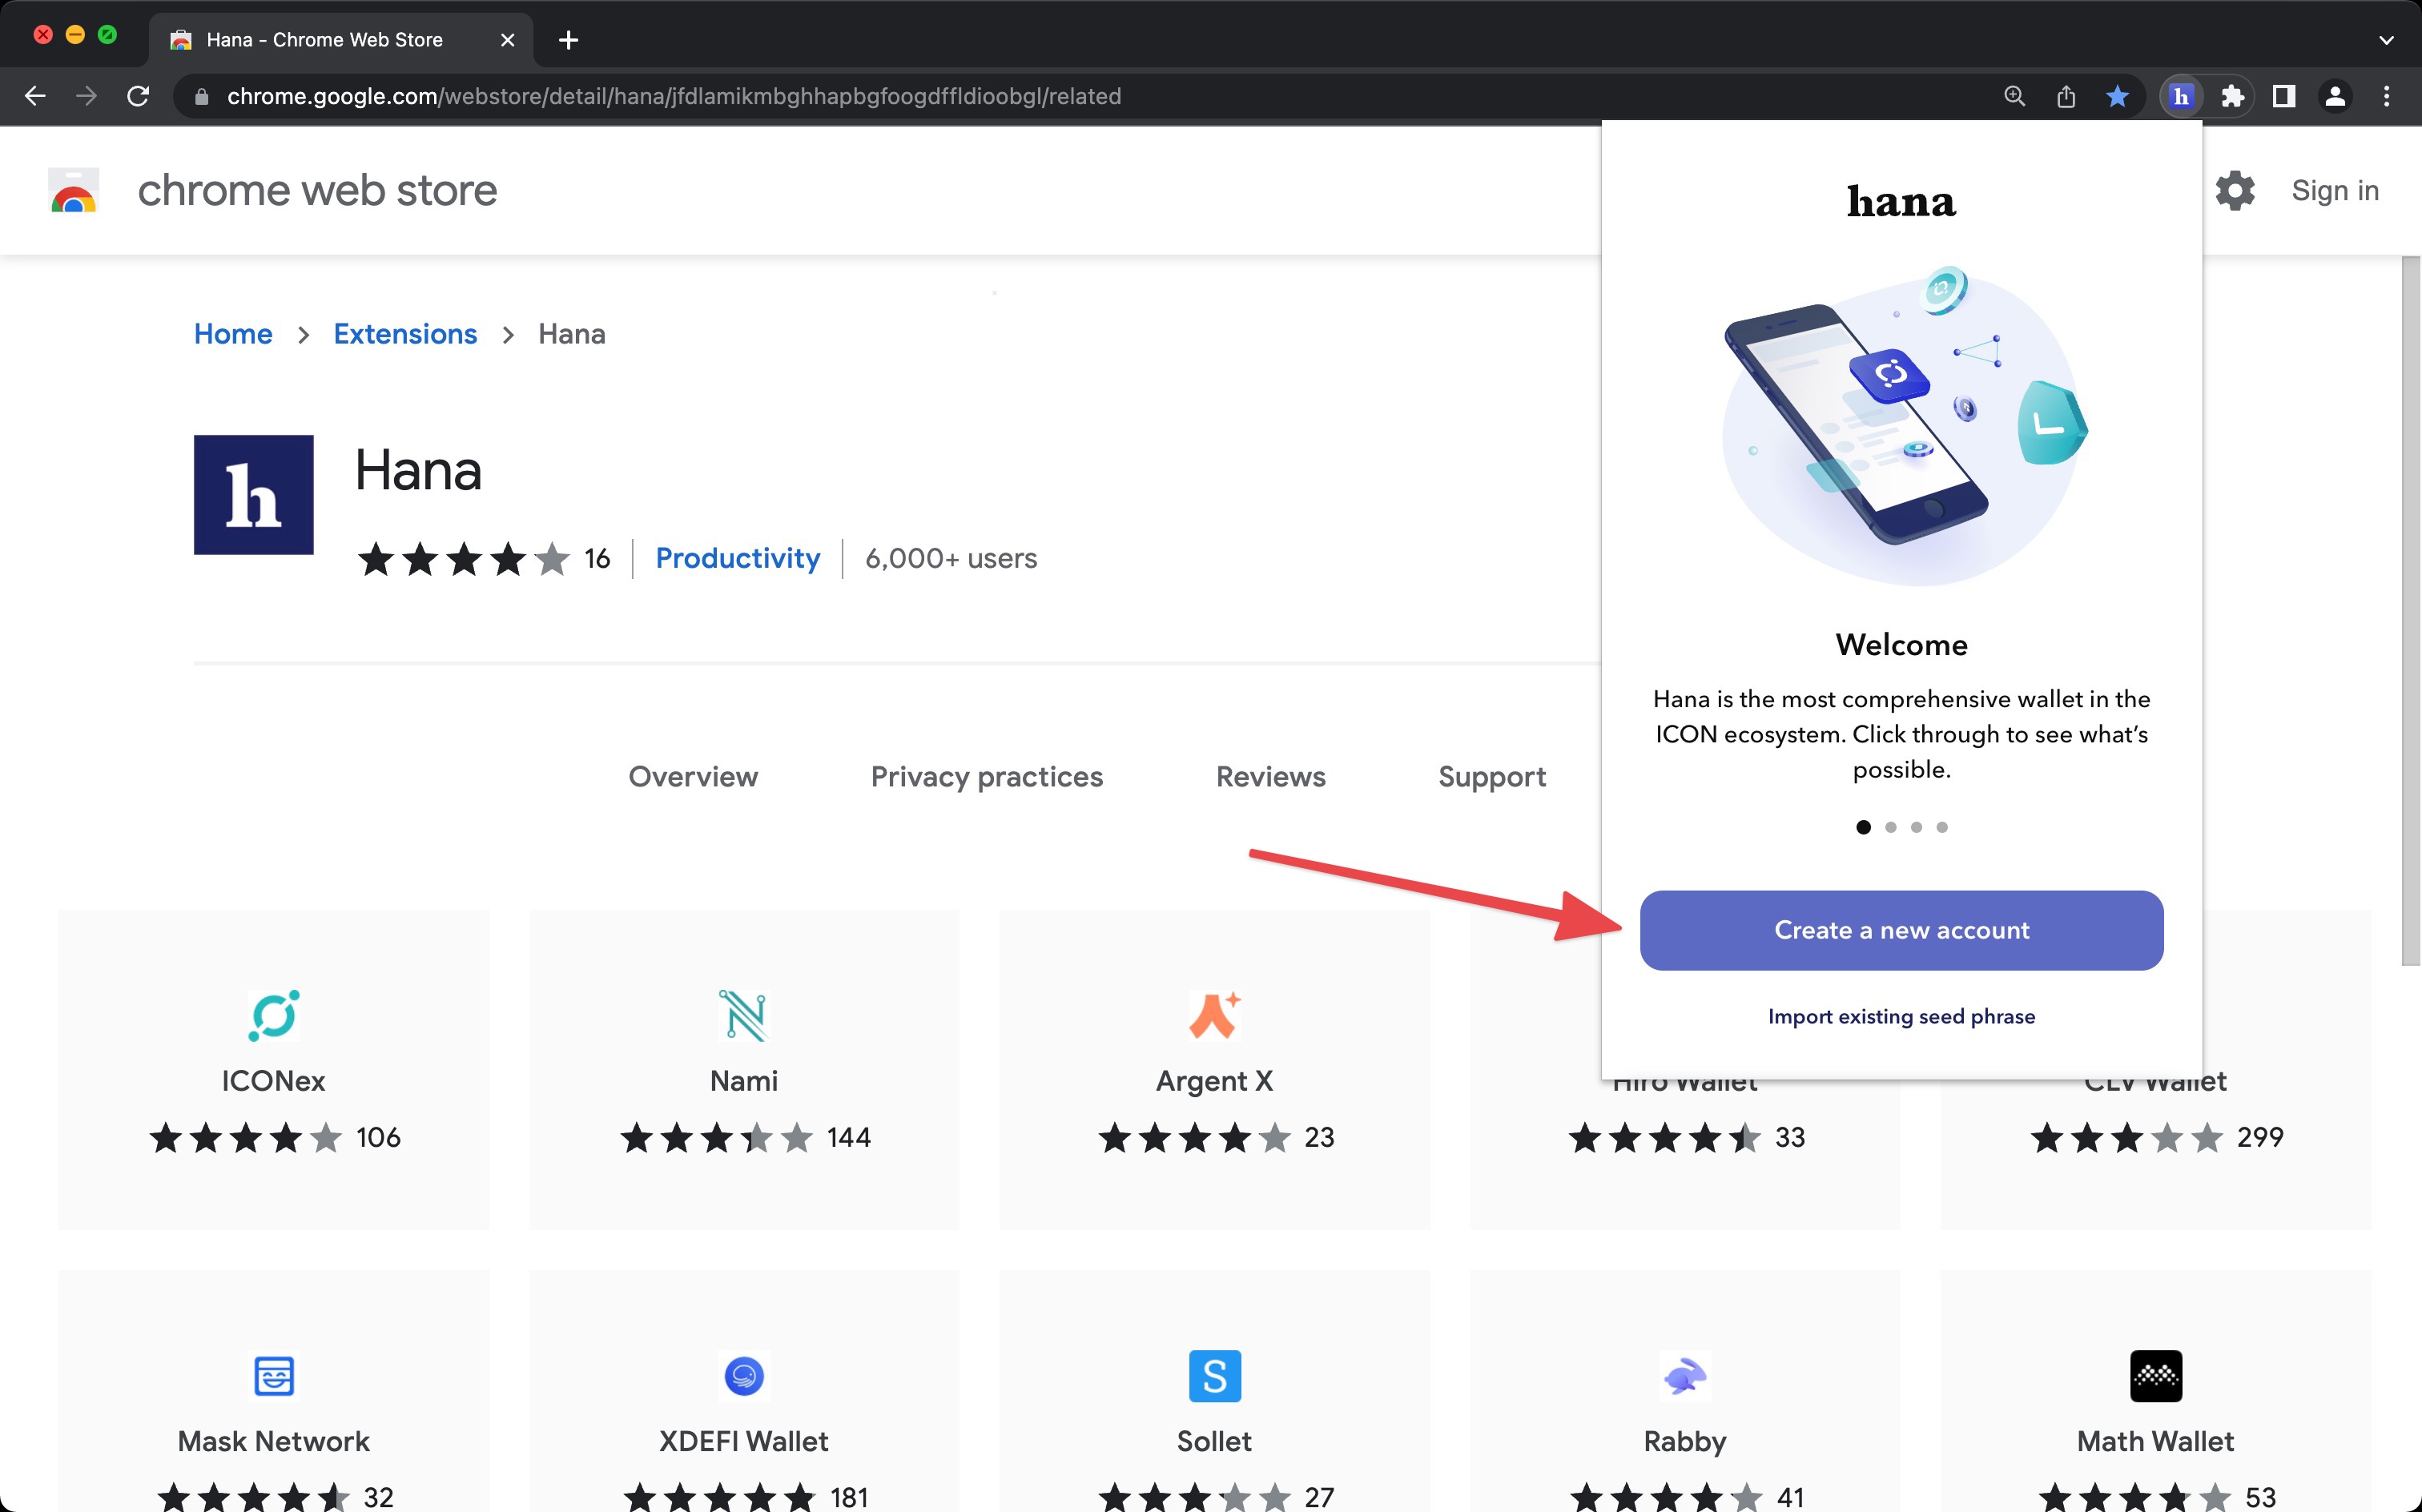 Hana - Chrome Web Store
chrome.google.com/webstore/detail/hana/jfdlamikmbghhapbgfoogdffldioobgl/related
h
chrome web store
Sign in
Home > Extensions > Hana
h
Hana
16
Productivity
6,000+ users
Overview
Privacy practices
Reviews
Support
hana
Welcome
Hana is the most comprehensive wallet in the
ICON ecosystem. Click through to see what's
possible.
Create a new account
Import existing seed phrase
ICONex
106
Nami
144
Argent X
23
Hiro Wallet
33
CLV Wallet
299
Mask Network
32
XDEFI Wallet
181
S
Sollet
27
Rabby
41
Math Wallet
53